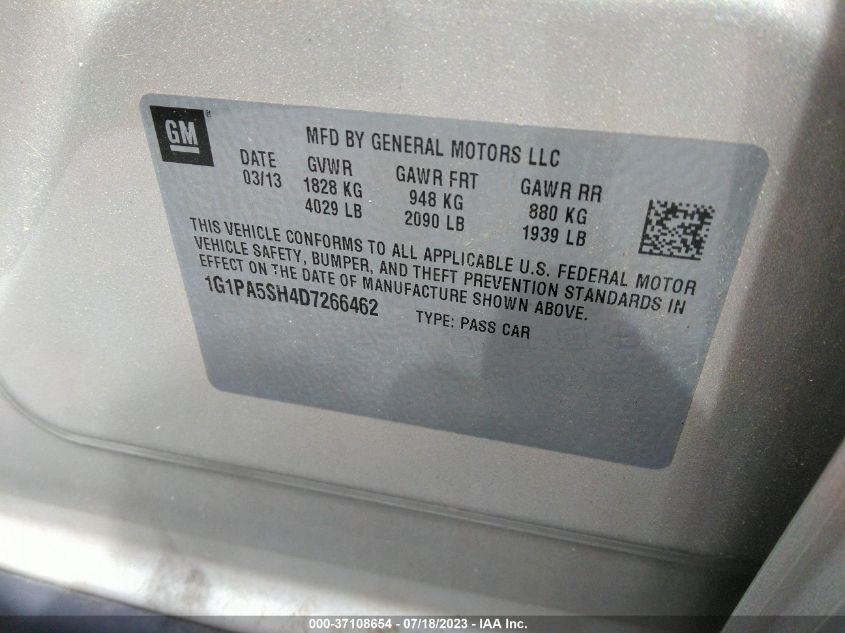 GM
MFD BY GENERAL MOTORS LLC
DATE GVWR GAWR FRT GAWR RR
03/13 1828 KG 948 KG 880 KG
4029 LB 2090 LB 1939 LB
THIS VEHICLE CONFORMS TO ALL APPLICABLE U.S. FEDERAL MOTOR
VEHICLE SAFETY, BUMPER, AND THEFT PREVENTION STANDARDS IN
EFFECT ON THE DATE OF MANUFACTURE SHOWN ABOVE.
1G1PA5SH4D7266462 TYPE: PASS CAR
000-37108654 - 07/18/2023 - IAA Inc.